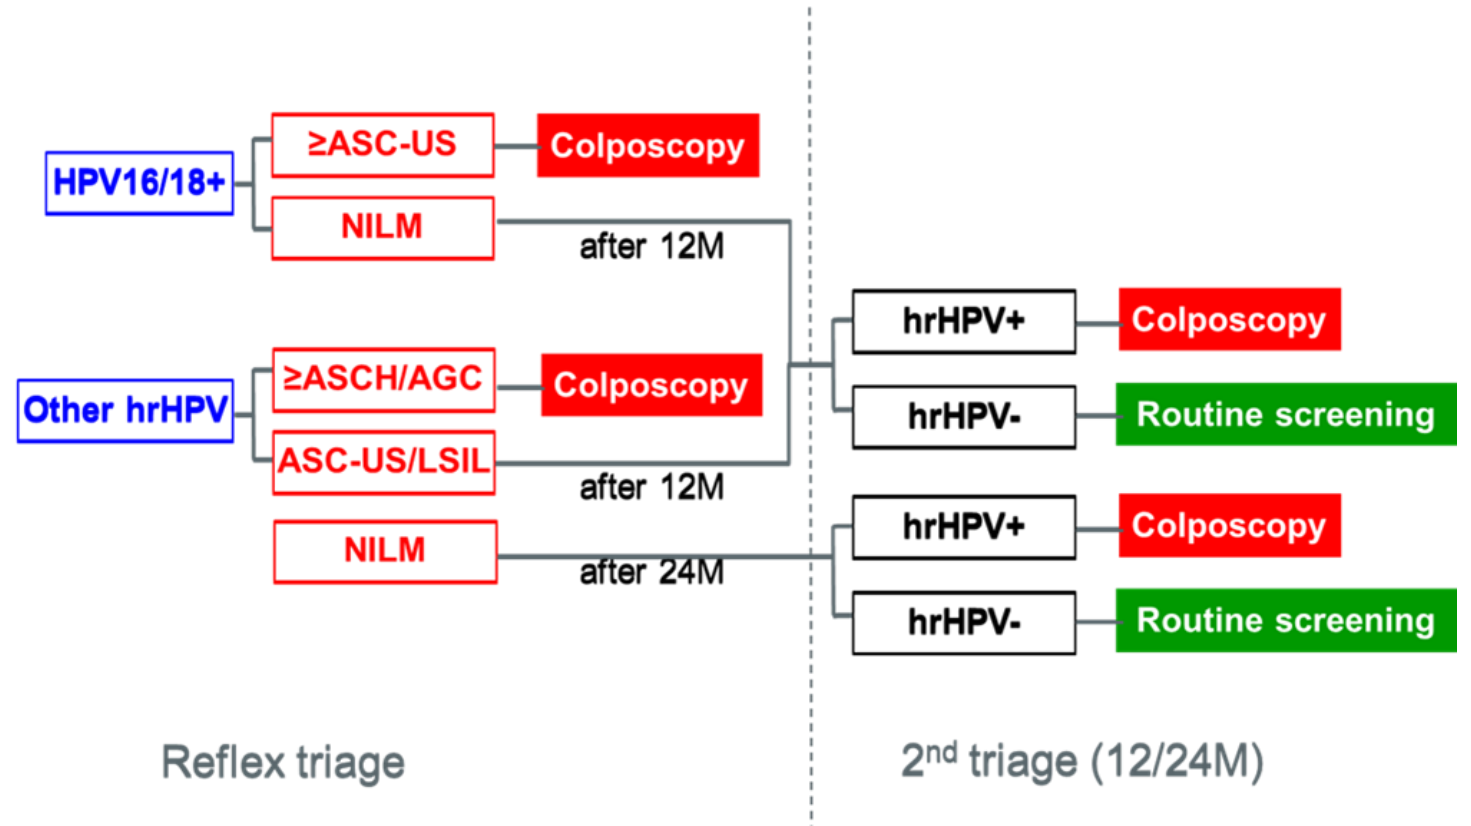 HPV16/18+
≥ASC-US
Colposcopy
NILM
after 12M
Other hrHPV
≥ASCH/AGC
Colposcopy
ASC-US/LSIL
after 12M
NILM
after 24M
hrHPV+
Colposcopy
hrHPV-
Routine screening
hrHPV+
Colposcopy
hrHPV-
Routine screening
Reflex triage
2nd triage (12/24M)